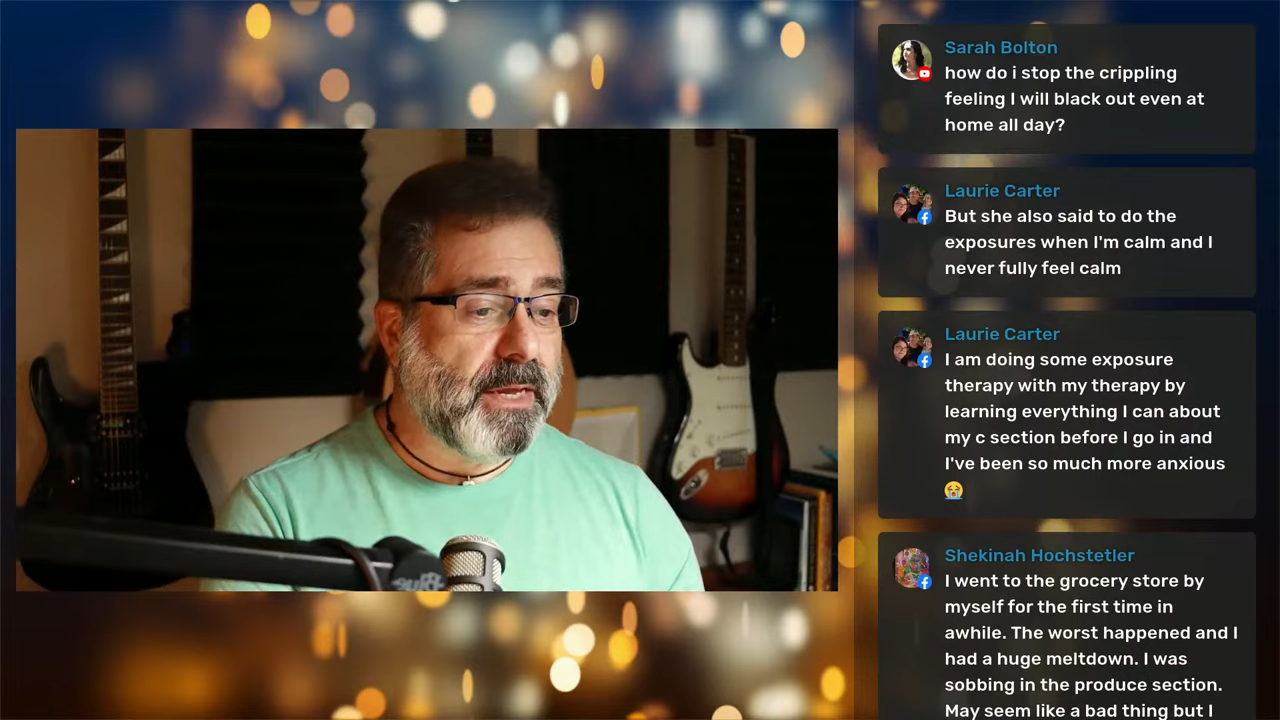 Sarah Bolton
how do i stop the crippling
feeling I will black out even at
home all day?
Laurie Carter
But she also said to do the
exposures when I'm calm and I
never fully feel calm
Laurie Carter
I am doing some exposure
therapy with my therapy by
learning everything I can about
my c section before I go in and
I've been so much more anxious
😭
Shekinah Hochstetler
I went to the grocery store by
myself for the first time in
awhile. The worst happened and I
had a huge meltdown. I was
sobbing in the produce section.
May seem like a bad thing but I